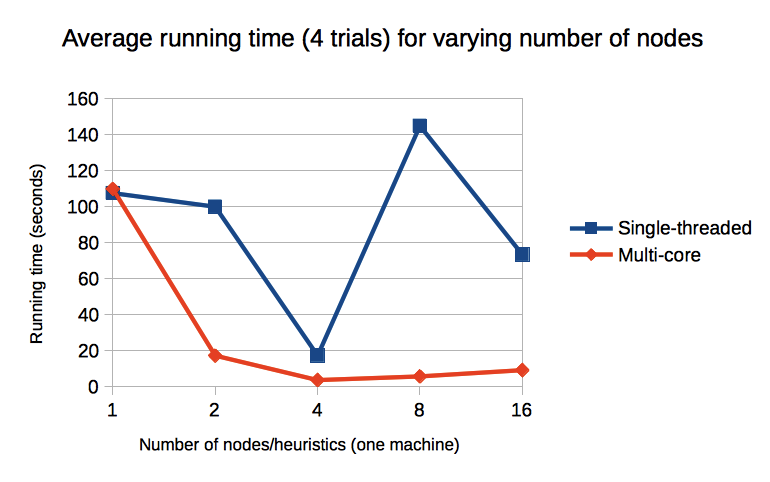 Average running time (4 trials) for varying number of nodes
160
140
120
100
80
60
40
20
0
Running time (seconds)
1 2 4 8 16
Number of nodes/heuristics (one machine)
Single-threaded
Multi-core